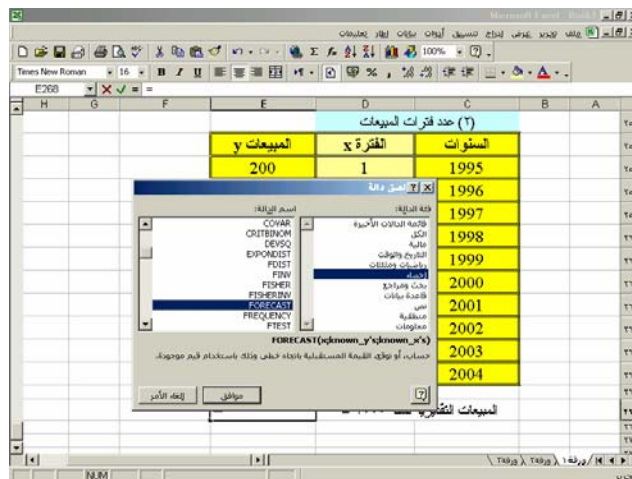 Microsoft Excel - Book1
ملف تحرير عرض إدراج تنسيق أدوات بيانات إطار تعليمات
100%
Times New Roman 16 B I U
E268 =
H G F E D C B A
(٢) عدد فترات المبيعات
السنوات الفترة x المبيعات y
1995 1 200
1996
1997
1998
1999
2000
2001
2002
2003
2004
لصق دالة
فئة الدالة: اسم الدالة:
قائمة الدالات الأخيرة
الكل
مالية
التاريخ والوقت
رياضيات ومثلثات
إحصاء
بحث ومراجع
قاعدة بيانات
نص
منطقية
معلومات
COVAR
CRITBINOM
DEVSQ
EXPONDIST
FDIST
FINV
FISHER
FISHERINV
FORECAST
FREQUENCY
FTEST
FORECAST(x;known_y's;known_x's)
حساب، أو توقع القيمة المستقبلية باتجاه خطي وذلك باستخدام قيم موجودة.
موافق إلغاء الأمر
المبيعات
ورقة١ ورقة٢ ورقة٣
NUM